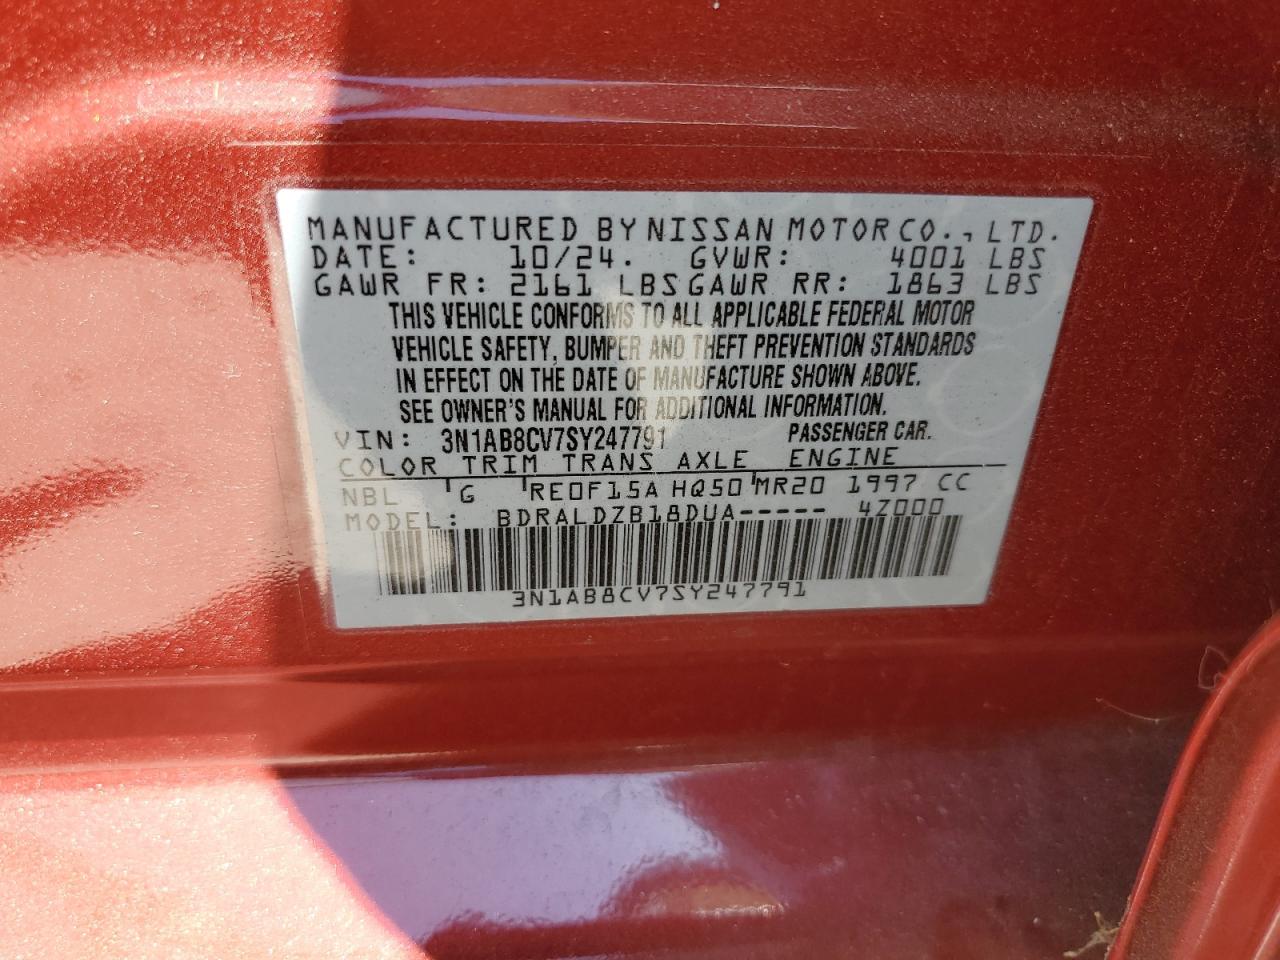 MANUFACTURED BY NISSAN MOTOR CO., LTD.
DATE: 10/24. GVWR: 4001 LBS
GAWR FR: 2161 LBS GAWR RR: 1863 LBS
THIS VEHICLE CONFORMS TO ALL APPLICABLE FEDERAL MOTOR
VEHICLE SAFETY, BUMPER AND THEFT PREVENTION STANDARDS
IN EFFECT ON THE DATE OF MANUFACTURE SHOWN ABOVE.
SEE OWNER'S MANUAL FOR ADDITIONAL INFORMATION.
VIN: 3N1AB8CV7SY247791 PASSENGER CAR.
COLOR TRIM TRANS AXLE ENGINE
NBL G RE0F15A HQ50 MR20 1997 CC
MODEL: BDRALDZB18DUA----- 4Z000
3N1AB8CV7SY247791